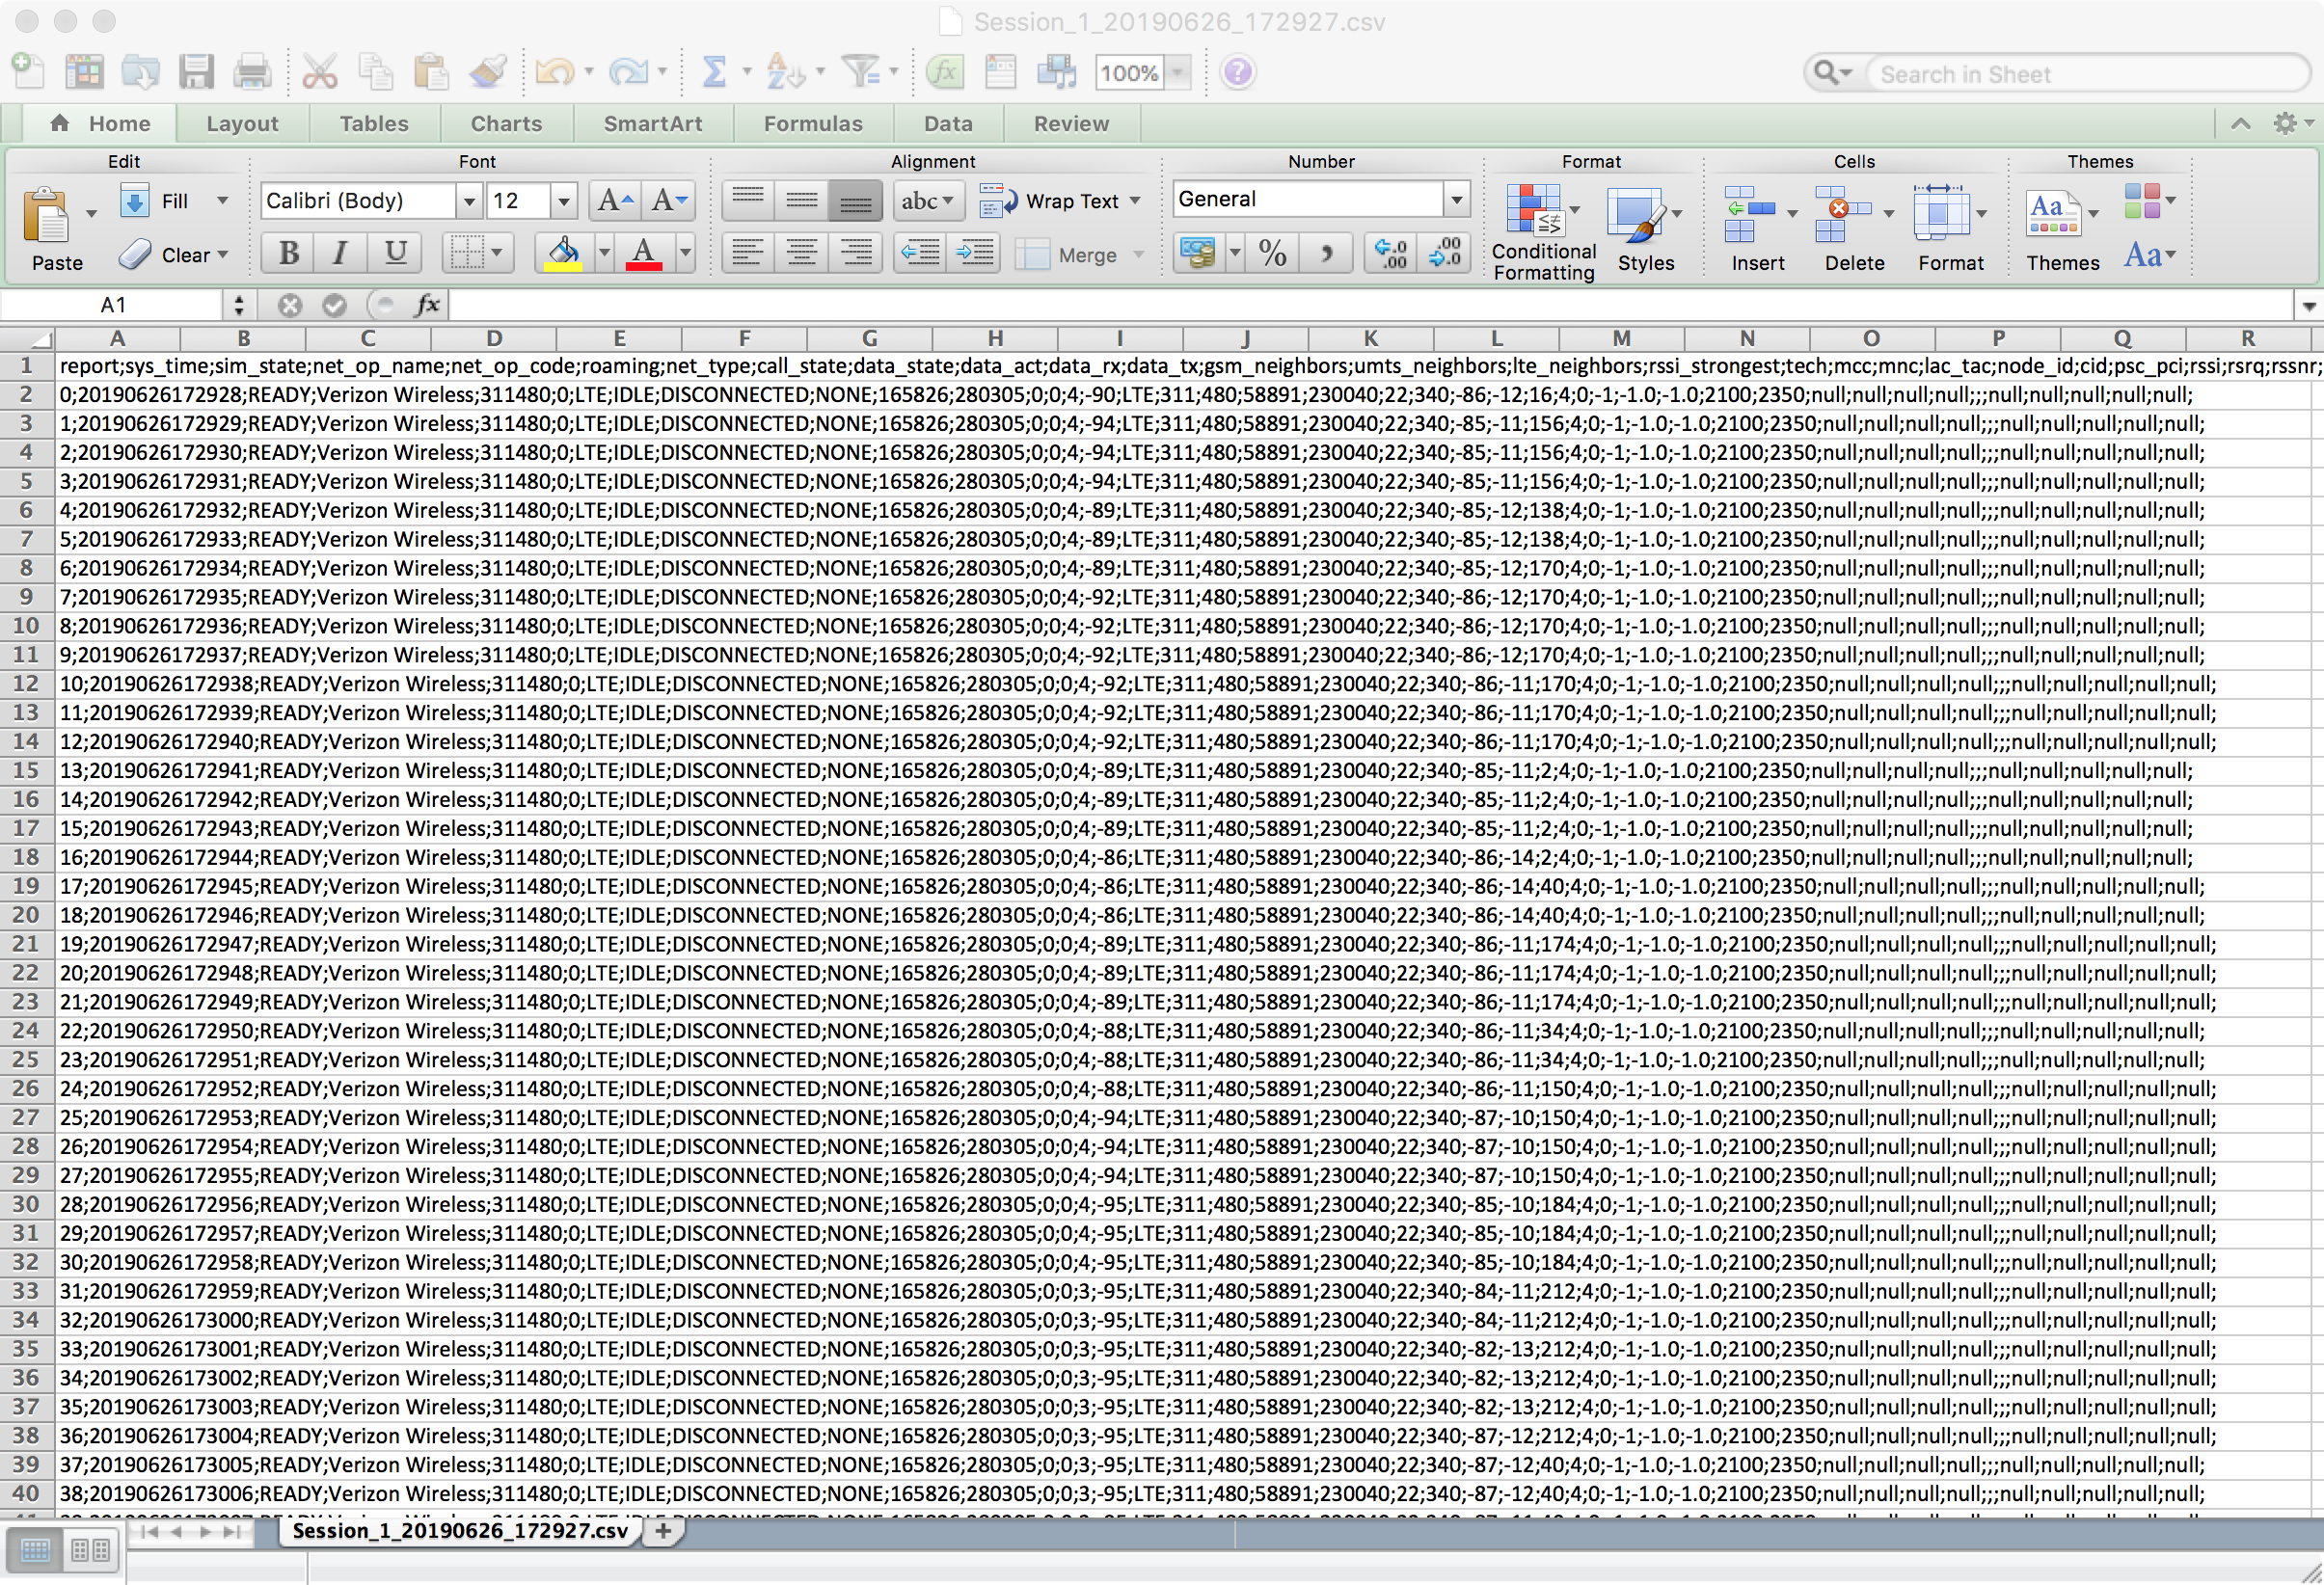 Session_1_20190626_172927.csv
100% Search in Sheet
Home Layout Tables Charts SmartArt Formulas Data Review
Edit Font Alignment Number Format Cells Themes
Paste Fill Clear Calibri (Body) 12 abc Wrap Text Merge General Conditional Formatting Styles Insert Delete Format Themes
A1 fx
A B C D E F G H I J K L M N O P Q R
1 report;sys_time;sim_state;net_op_name;net_op_code;roaming;net_type;call_state;data_state;data_act;data_rx;data_tx;gsm_neighbors;umts_neighbors;lte_neighbors;rssi_strongest;tech;mcc;mnc;lac_tac;node_id;cid;psc_pci;rssi;rsrq;rssnr;
2 0;20190626172928;READY;Verizon Wireless;311480;0;LTE;IDLE;DISCONNECTED;NONE;165826;280305;0;0;4;-90;LTE;311;480;58891;230040;22;340;-86;-12;16;4;0;-1;-1.0;-1.0;2100;2350;null;null;null;null;;;null;null;null;null;null;
3 1;20190626172929;READY;Verizon Wireless;311480;0;LTE;IDLE;DISCONNECTED;NONE;165826;280305;0;0;4;-94;LTE;311;480;58891;230040;22;340;-85;-11;156;4;0;-1;-1.0;-1.0;2100;2350;null;null;null;null;;;null;null;null;null;null;
4 2;20190626172930;READY;Verizon Wireless;311480;0;LTE;IDLE;DISCONNECTED;NONE;165826;280305;0;0;4;-94;LTE;311;480;58891;230040;22;340;-85;-11;156;4;0;-1;-1.0;-1.0;2100;2350;null;null;null;null;;;null;null;null;null;null;
5 3;20190626172931;READY;Verizon Wireless;311480;0;LTE;IDLE;DISCONNECTED;NONE;165826;280305;0;0;4;-94;LTE;311;480;58891;230040;22;340;-85;-11;156;4;0;-1;-1.0;-1.0;2100;2350;null;null;null;null;;;null;null;null;null;null;
6 4;20190626172932;READY;Verizon Wireless;311480;0;LTE;IDLE;DISCONNECTED;NONE;165826;280305;0;0;4;-89;LTE;311;480;58891;230040;22;340;-85;-12;138;4;0;-1;-1.0;-1.0;2100;2350;null;null;null;null;;;null;null;null;null;null;
7 5;20190626172933;READY;Verizon Wireless;311480;0;LTE;IDLE;DISCONNECTED;NONE;165826;280305;0;0;4;-89;LTE;311;480;58891;230040;22;340;-85;-12;138;4;0;-1;-1.0;-1.0;2100;2350;null;null;null;null;;;null;null;null;null;null;
8 6;20190626172934;READY;Verizon Wireless;311480;0;LTE;IDLE;DISCONNECTED;NONE;165826;280305;0;0;4;-89;LTE;311;480;58891;230040;22;340;-85;-12;170;4;0;-1;-1.0;-1.0;2100;2350;null;null;null;null;;;null;null;null;null;null;
9 7;20190626172935;READY;Verizon Wireless;311480;0;LTE;IDLE;DISCONNECTED;NONE;165826;280305;0;0;4;-92;LTE;311;480;58891;230040;22;340;-86;-12;170;4;0;-1;-1.0;-1.0;2100;2350;null;null;null;null;;;null;null;null;null;null;
10 8;20190626172936;READY;Verizon Wireless;311480;0;LTE;IDLE;DISCONNECTED;NONE;165826;280305;0;0;4;-92;LTE;311;480;58891;230040;22;340;-86;-12;170;4;0;-1;-1.0;-1.0;2100;2350;null;null;null;null;;;null;null;null;null;null;
11 9;20190626172937;READY;Verizon Wireless;311480;0;LTE;IDLE;DISCONNECTED;NONE;165826;280305;0;0;4;-92;LTE;311;480;58891;230040;22;340;-86;-12;170;4;0;-1;-1.0;-1.0;2100;2350;null;null;null;null;;;null;null;null;null;null;
12 10;20190626172938;READY;Verizon Wireless;311480;0;LTE;IDLE;DISCONNECTED;NONE;165826;280305;0;0;4;-92;LTE;311;480;58891;230040;22;340;-86;-11;170;4;0;-1;-1.0;-1.0;2100;2350;null;null;null;null;;;null;null;null;null;null;
13 11;20190626172939;READY;Verizon Wireless;311480;0;LTE;IDLE;DISCONNECTED;NONE;165826;280305;0;0;4;-92;LTE;311;480;58891;230040;22;340;-86;-11;170;4;0;-1;-1.0;-1.0;2100;2350;null;null;null;null;;;null;null;null;null;null;
14 12;20190626172940;READY;Verizon Wireless;311480;0;LTE;IDLE;DISCONNECTED;NONE;165826;280305;0;0;4;-92;LTE;311;480;58891;230040;22;340;-86;-11;170;4;0;-1;-1.0;-1.0;2100;2350;null;null;null;null;;;null;null;null;null;null;
15 13;20190626172941;READY;Verizon Wireless;311480;0;LTE;IDLE;DISCONNECTED;NONE;165826;280305;0;0;4;-89;LTE;311;480;58891;230040;22;340;-85;-11;2;4;0;-1;-1.0;-1.0;2100;2350;null;null;null;null;;;null;null;null;null;null;
16 14;20190626172942;READY;Verizon Wireless;311480;0;LTE;IDLE;DISCONNECTED;NONE;165826;280305;0;0;4;-89;LTE;311;480;58891;230040;22;340;-85;-11;2;4;0;-1;-1.0;-1.0;2100;2350;null;null;null;null;;;null;null;null;null;null;
17 15;20190626172943;READY;Verizon Wireless;311480;0;LTE;IDLE;DISCONNECTED;NONE;165826;280305;0;0;4;-89;LTE;311;480;58891;230040;22;340;-85;-11;2;4;0;-1;-1.0;-1.0;2100;2350;null;null;null;null;;;null;null;null;null;null;
18 16;20190626172944;READY;Verizon Wireless;311480;0;LTE;IDLE;DISCONNECTED;NONE;165826;280305;0;0;4;-86;LTE;311;480;58891;230040;22;340;-86;-14;2;4;0;-1;-1.0;-1.0;2100;2350;null;null;null;null;;;null;null;null;null;null;
19 17;20190626172945;READY;Verizon Wireless;311480;0;LTE;IDLE;DISCONNECTED;NONE;165826;280305;0;0;4;-86;LTE;311;480;58891;230040;22;340;-86;-14;40;4;0;-1;-1.0;-1.0;2100;2350;null;null;null;null;;;null;null;null;null;null;
20 18;20190626172946;READY;Verizon Wireless;311480;0;LTE;IDLE;DISCONNECTED;NONE;165826;280305;0;0;4;-86;LTE;311;480;58891;230040;22;340;-86;-14;40;4;0;-1;-1.0;-1.0;2100;2350;null;null;null;null;;;null;null;null;null;null;
21 19;20190626172947;READY;Verizon Wireless;311480;0;LTE;IDLE;DISCONNECTED;NONE;165826;280305;0;0;4;-89;LTE;311;480;58891;230040;22;340;-86;-11;174;4;0;-1;-1.0;-1.0;2100;2350;null;null;null;null;;;null;null;null;null;null;
22 20;20190626172948;READY;Verizon Wireless;311480;0;LTE;IDLE;DISCONNECTED;NONE;165826;280305;0;0;4;-89;LTE;311;480;58891;230040;22;340;-86;-11;174;4;0;-1;-1.0;-1.0;2100;2350;null;null;null;null;;;null;null;null;null;null;
23 21;20190626172949;READY;Verizon Wireless;311480;0;LTE;IDLE;DISCONNECTED;NONE;165826;280305;0;0;4;-89;LTE;311;480;58891;230040;22;340;-86;-11;174;4;0;-1;-1.0;-1.0;2100;2350;null;null;null;null;;;null;null;null;null;null;
24 22;20190626172950;READY;Verizon Wireless;311480;0;LTE;IDLE;DISCONNECTED;NONE;165826;280305;0;0;4;-88;LTE;311;480;58891;230040;22;340;-86;-11;34;4;0;-1;-1.0;-1.0;2100;2350;null;null;null;null;;;null;null;null;null;null;
25 23;20190626172951;READY;Verizon Wireless;311480;0;LTE;IDLE;DISCONNECTED;NONE;165826;280305;0;0;4;-88;LTE;311;480;58891;230040;22;340;-86;-11;34;4;0;-1;-1.0;-1.0;2100;2350;null;null;null;null;;;null;null;null;null;null;
26 24;20190626172952;READY;Verizon Wireless;311480;0;LTE;IDLE;DISCONNECTED;NONE;165826;280305;0;0;4;-88;LTE;311;480;58891;230040;22;340;-86;-11;150;4;0;-1;-1.0;-1.0;2100;2350;null;null;null;null;;;null;null;null;null;null;
27 25;20190626172953;READY;Verizon Wireless;311480;0;LTE;IDLE;DISCONNECTED;NONE;165826;280305;0;0;4;-94;LTE;311;480;58891;230040;22;340;-87;-10;150;4;0;-1;-1.0;-1.0;2100;2350;null;null;null;null;;;null;null;null;null;null;
28 26;20190626172954;READY;Verizon Wireless;311480;0;LTE;IDLE;DISCONNECTED;NONE;165826;280305;0;0;4;-94;LTE;311;480;58891;230040;22;340;-87;-10;150;4;0;-1;-1.0;-1.0;2100;2350;null;null;null;null;;;null;null;null;null;null;
29 27;20190626172955;READY;Verizon Wireless;311480;0;LTE;IDLE;DISCONNECTED;NONE;165826;280305;0;0;4;-94;LTE;311;480;58891;230040;22;340;-87;-10;150;4;0;-1;-1.0;-1.0;2100;2350;null;null;null;null;;;null;null;null;null;null;
30 28;20190626172956;READY;Verizon Wireless;311480;0;LTE;IDLE;DISCONNECTED;NONE;165826;280305;0;0;4;-95;LTE;311;480;58891;230040;22;340;-85;-10;184;4;0;-1;-1.0;-1.0;2100;2350;null;null;null;null;;;null;null;null;null;null;
31 29;20190626172957;READY;Verizon Wireless;311480;0;LTE;IDLE;DISCONNECTED;NONE;165826;280305;0;0;4;-95;LTE;311;480;58891;230040;22;340;-85;-10;184;4;0;-1;-1.0;-1.0;2100;2350;null;null;null;null;;;null;null;null;null;null;
32 30;20190626172958;READY;Verizon Wireless;311480;0;LTE;IDLE;DISCONNECTED;NONE;165826;280305;0;0;4;-95;LTE;311;480;58891;230040;22;340;-85;-10;184;4;0;-1;-1.0;-1.0;2100;2350;null;null;null;null;;;null;null;null;null;null;
33 31;20190626172959;READY;Verizon Wireless;311480;0;LTE;IDLE;DISCONNECTED;NONE;165826;280305;0;0;3;-95;LTE;311;480;58891;230040;22;340;-84;-11;212;4;0;-1;-1.0;-1.0;2100;2350;null;null;null;null;;;null;null;null;null;null;
34 32;20190626173000;READY;Verizon Wireless;311480;0;LTE;IDLE;DISCONNECTED;NONE;165826;280305;0;0;3;-95;LTE;311;480;58891;230040;22;340;-84;-11;212;4;0;-1;-1.0;-1.0;2100;2350;null;null;null;null;;;null;null;null;null;null;
35 33;20190626173001;READY;Verizon Wireless;311480;0;LTE;IDLE;DISCONNECTED;NONE;165826;280305;0;0;3;-95;LTE;311;480;58891;230040;22;340;-82;-13;212;4;0;-1;-1.0;-1.0;2100;2350;null;null;null;null;;;null;null;null;null;null;
36 34;20190626173002;READY;Verizon Wireless;311480;0;LTE;IDLE;DISCONNECTED;NONE;165826;280305;0;0;3;-95;LTE;311;480;58891;230040;22;340;-82;-13;212;4;0;-1;-1.0;-1.0;2100;2350;null;null;null;null;;;null;null;null;null;null;
37 35;20190626173003;READY;Verizon Wireless;311480;0;LTE;IDLE;DISCONNECTED;NONE;165826;280305;0;0;3;-95;LTE;311;480;58891;230040;22;340;-82;-13;212;4;0;-1;-1.0;-1.0;2100;2350;null;null;null;null;;;null;null;null;null;null;
38 36;20190626173004;READY;Verizon Wireless;311480;0;LTE;IDLE;DISCONNECTED;NONE;165826;280305;0;0;3;-95;LTE;311;480;58891;230040;22;340;-87;-12;212;4;0;-1;-1.0;-1.0;2100;2350;null;null;null;null;;;null;null;null;null;null;
39 37;20190626173005;READY;Verizon Wireless;311480;0;LTE;IDLE;DISCONNECTED;NONE;165826;280305;0;0;3;-95;LTE;311;480;58891;230040;22;340;-87;-12;40;4;0;-1;-1.0;-1.0;2100;2350;null;null;null;null;;;null;null;null;null;null;
40 38;20190626173006;READY;Verizon Wireless;311480;0;LTE;IDLE;DISCONNECTED;NONE;165826;280305;0;0;3;-95;LTE;311;480;58891;230040;22;340;-87;-12;40;4;0;-1;-1.0;-1.0;2100;2350;null;null;null;null;;;null;null;null;null;null;
Session_1_20190626_172927.csv